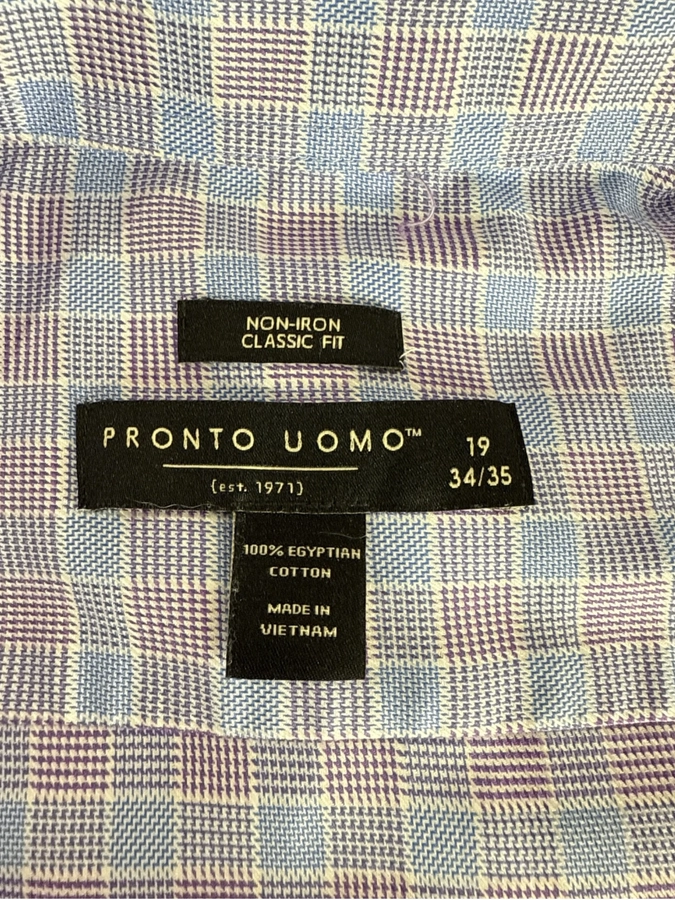 NON-IRON
CLASSIC FIT
PRONTO UOMO™
{est. 1971}
19
34/35
100% EGYPTIAN
COTTON
MADE IN
VIETNAM